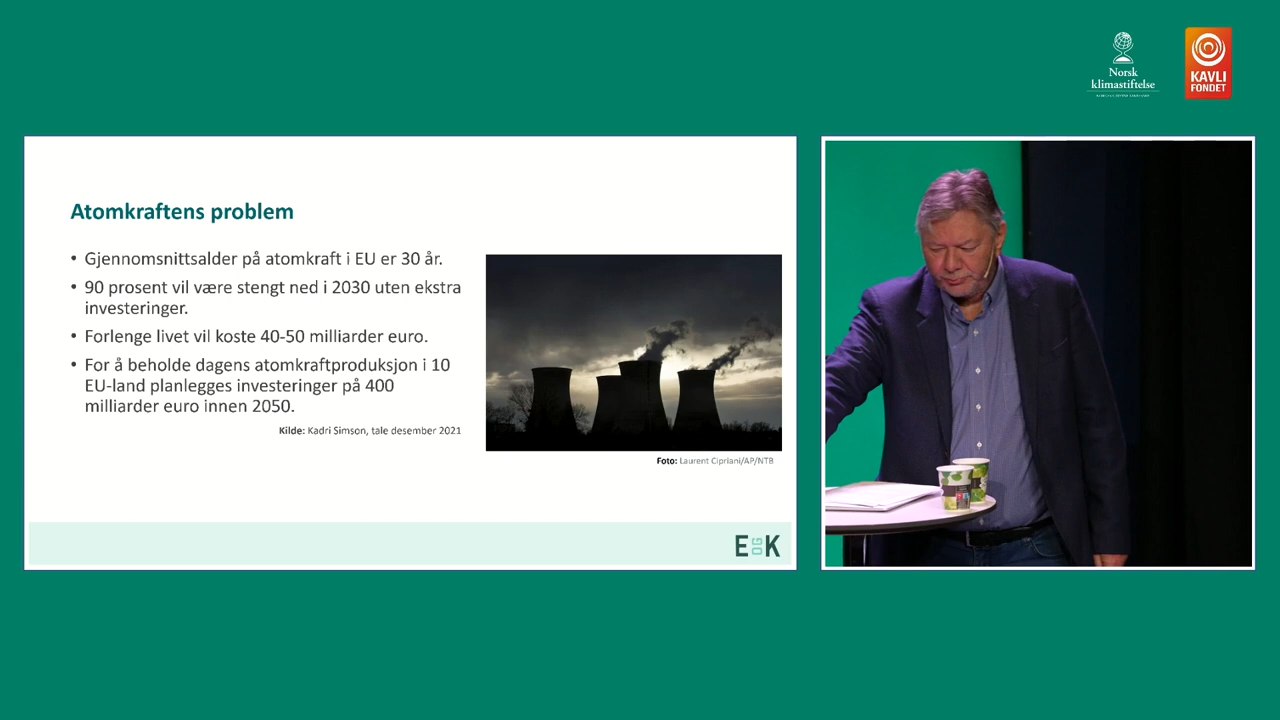 Norsk
klimastiftelse
KAVLI
FONDET
Atomkraftens problem
• Gjennomsnittsalder på atomkraft i EU er 30 år.
• 90 prosent vil være stengt ned i 2030 uten ekstra
investeringer.
• Forlenge livet vil koste 40-50 milliarder euro.
• For å beholde dagens atomkraftproduksjon i 10
EU-land planlegges investeringer på 400
milliarder euro innen 2050.
Kilde: Kadri Simson, tale desember 2021
Foto: Laurent Cipriani/AP/NTB
E OG K